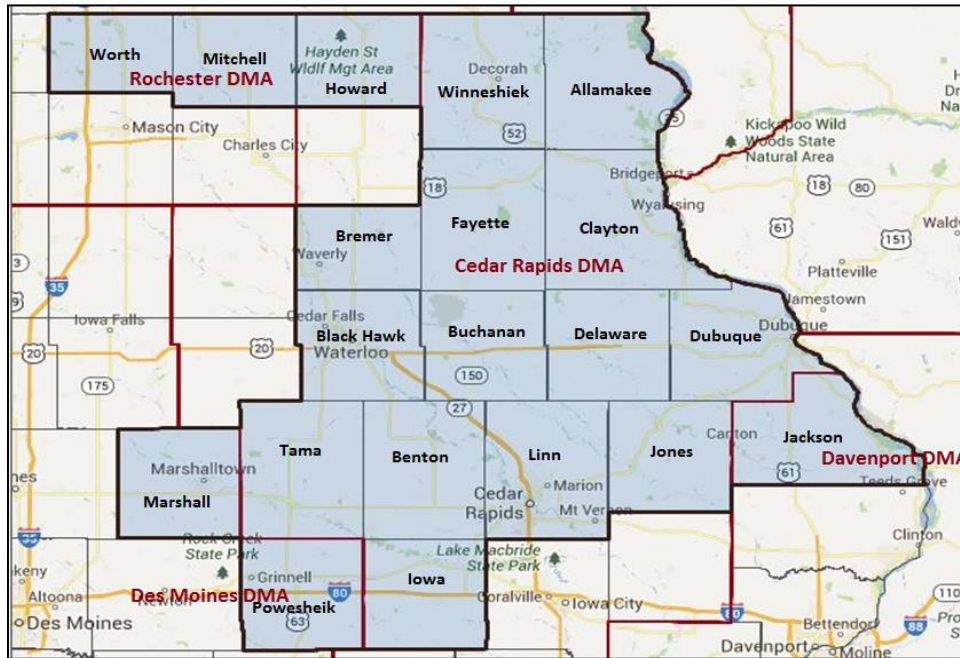 Worth
Mitchell
Hayden St
Wldlf Mgt Area
Howard
Rochester DMA
Decorah
Winneshiek
Allamakee
52
Mason City
Charles City
Kickapoo Wild
Woods State
Natural Area
Bridgeport
18
18
80
Wyalusing
Bremer
Fayette
Clayton
61
151
Waverly
Cedar Rapids DMA
Platteville
35
Jamestown
Iowa Falls
Cedar Falls
Black Hawk
Buchanan
Delaware
Dubuque
Dubuque
20
20
Waterloo
175
150
27
Tama
Benton
Linn
Jones
Canton
Jackson
Davenport DMA
Marshalltown
Marion
61
Teeds Grove
Marshall
Cedar
Rapids
Mt Vernon
Rock Creek
State Park
Lake Macbride
State Park
Clinton
Grinnell
Iowa
Altoona
Newton
Des Moines DMA
80
Coralville
Iowa City
80
110
Powesheik
63
Des Moines
Bettendorf
88
Davenport
Moline